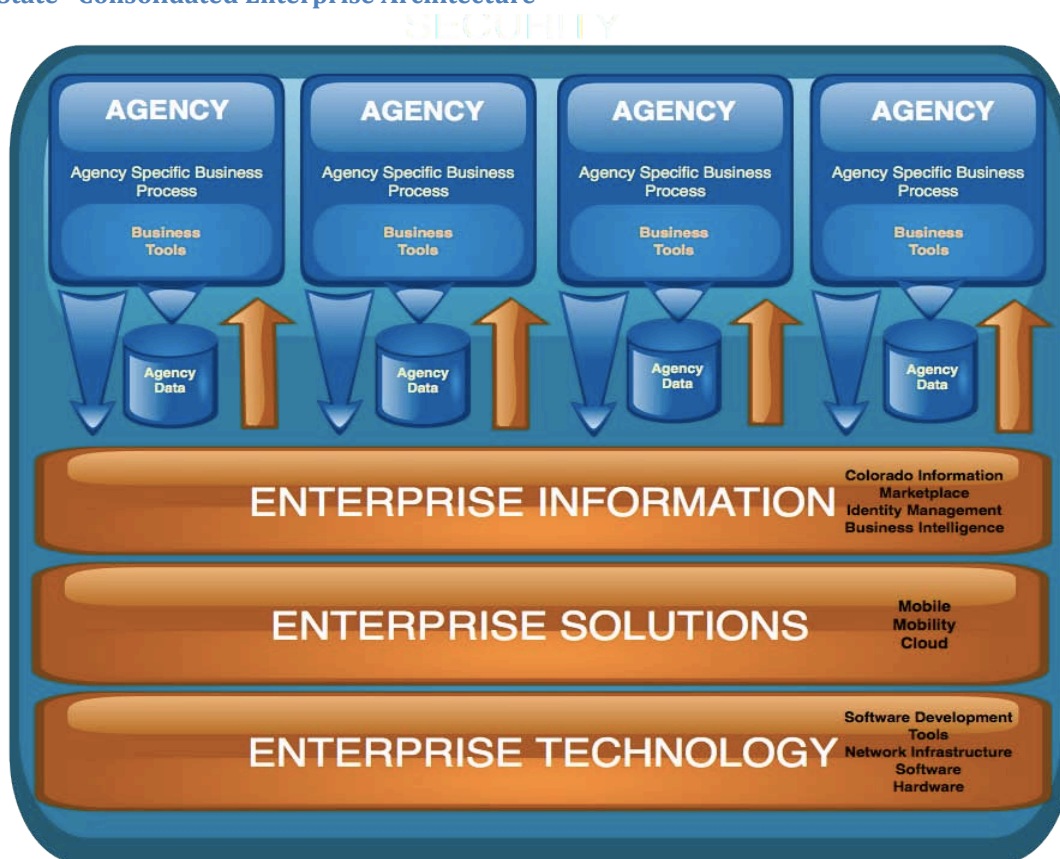 State - Consolidated Enterprise Architecture
SECURITY
AGENCY
Agency Specific Business
Process
Business
Tools
Agency
Data
AGENCY
Agency Specific Business
Process
Business
Tools
Agency
Data
AGENCY
Agency Specific Business
Process
Business
Tools
Agency
Data
AGENCY
Agency Specific Business
Process
Business
Tools
Agency
Data
ENTERPRISE INFORMATION
Colorado Information
Marketplace
Identity Management
Business Intelligence
ENTERPRISE SOLUTIONS
Mobile
Mobility
Cloud
ENTERPRISE TECHNOLOGY
Software Development
Tools
Network Infrastructure
Software
Hardware